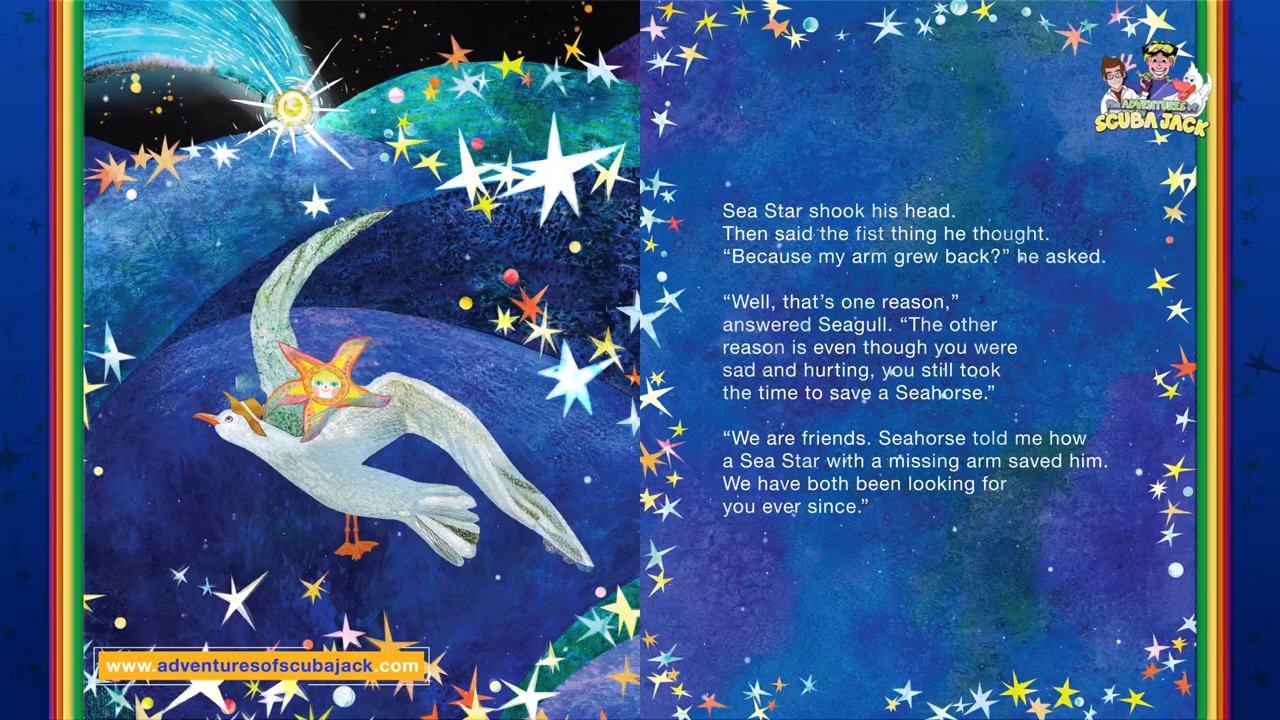 The ADVENTURES of
SCUBA JACK
Sea Star shook his head.
Then said the fist thing he thought.
“Because my arm grew back?” he asked.
“Well, that’s one reason,”
answered Seagull. “The other
reason is even though you were
sad and hurting, you still took
the time to save a Seahorse.”
“We are friends. Seahorse told me how
a Sea Star with a missing arm saved him.
We have both been looking for
you ever since.”
www.adventuresofscubajack.com